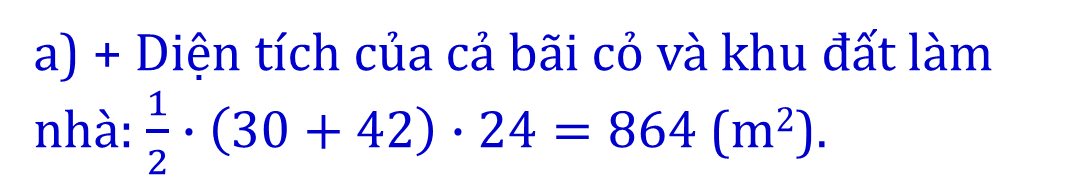 a) + Diện tích của cả bãi cỏ và khu đất làm
nhà: 1/2 · (30 + 42) · 24 = 864 (m²).